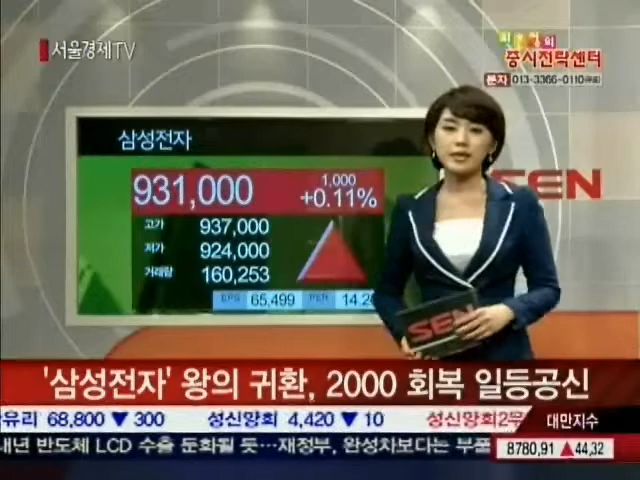 서울경제TV
의
증시전략센터
문자 013-3366-0110
삼성전자
931,000
1,000
+0.11%
고가 937,000
저가 924,000
거래량 160,253
EPS 65,499 PER 14.2
SEN
SEN
'삼성전자' 왕의 귀환, 2000 회복 일등공신
유리 68,800 ▼ 300 성신양회 4,420 ▼ 10 성신양회2우
대만지수
내년 반도체 LCD 수출 둔화될 듯…재정부, 완성차보다는 부품
8780,91 ▲44,32